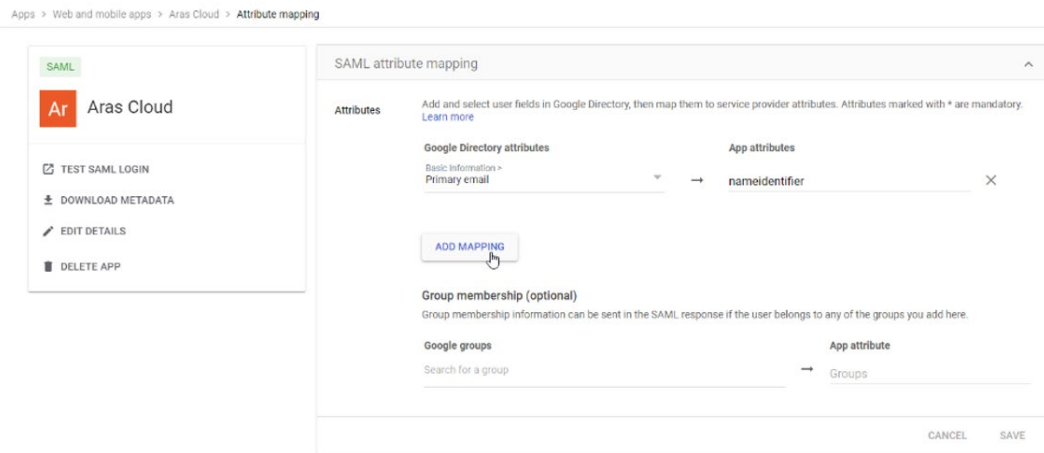 Apps > Web and mobile apps > Aras Cloud > Attribute mapping
SAML
Ar
Aras Cloud
TEST SAML LOGIN
DOWNLOAD METADATA
EDIT DETAILS
DELETE APP
SAML attribute mapping
Attributes
Add and select user fields in Google Directory, then map them to service provider attributes. Attributes marked with * are mandatory.
Learn more
Google Directory attributes
App attributes
Basic Information >
Primary email
→ nameidentifier
ADD MAPPING
Group membership (optional)
Group membership information can be sent in the SAML response if the user belongs to any of the groups you add here.
Google groups
App attribute
Search for a group
→ Groups
CANCEL
SAVE